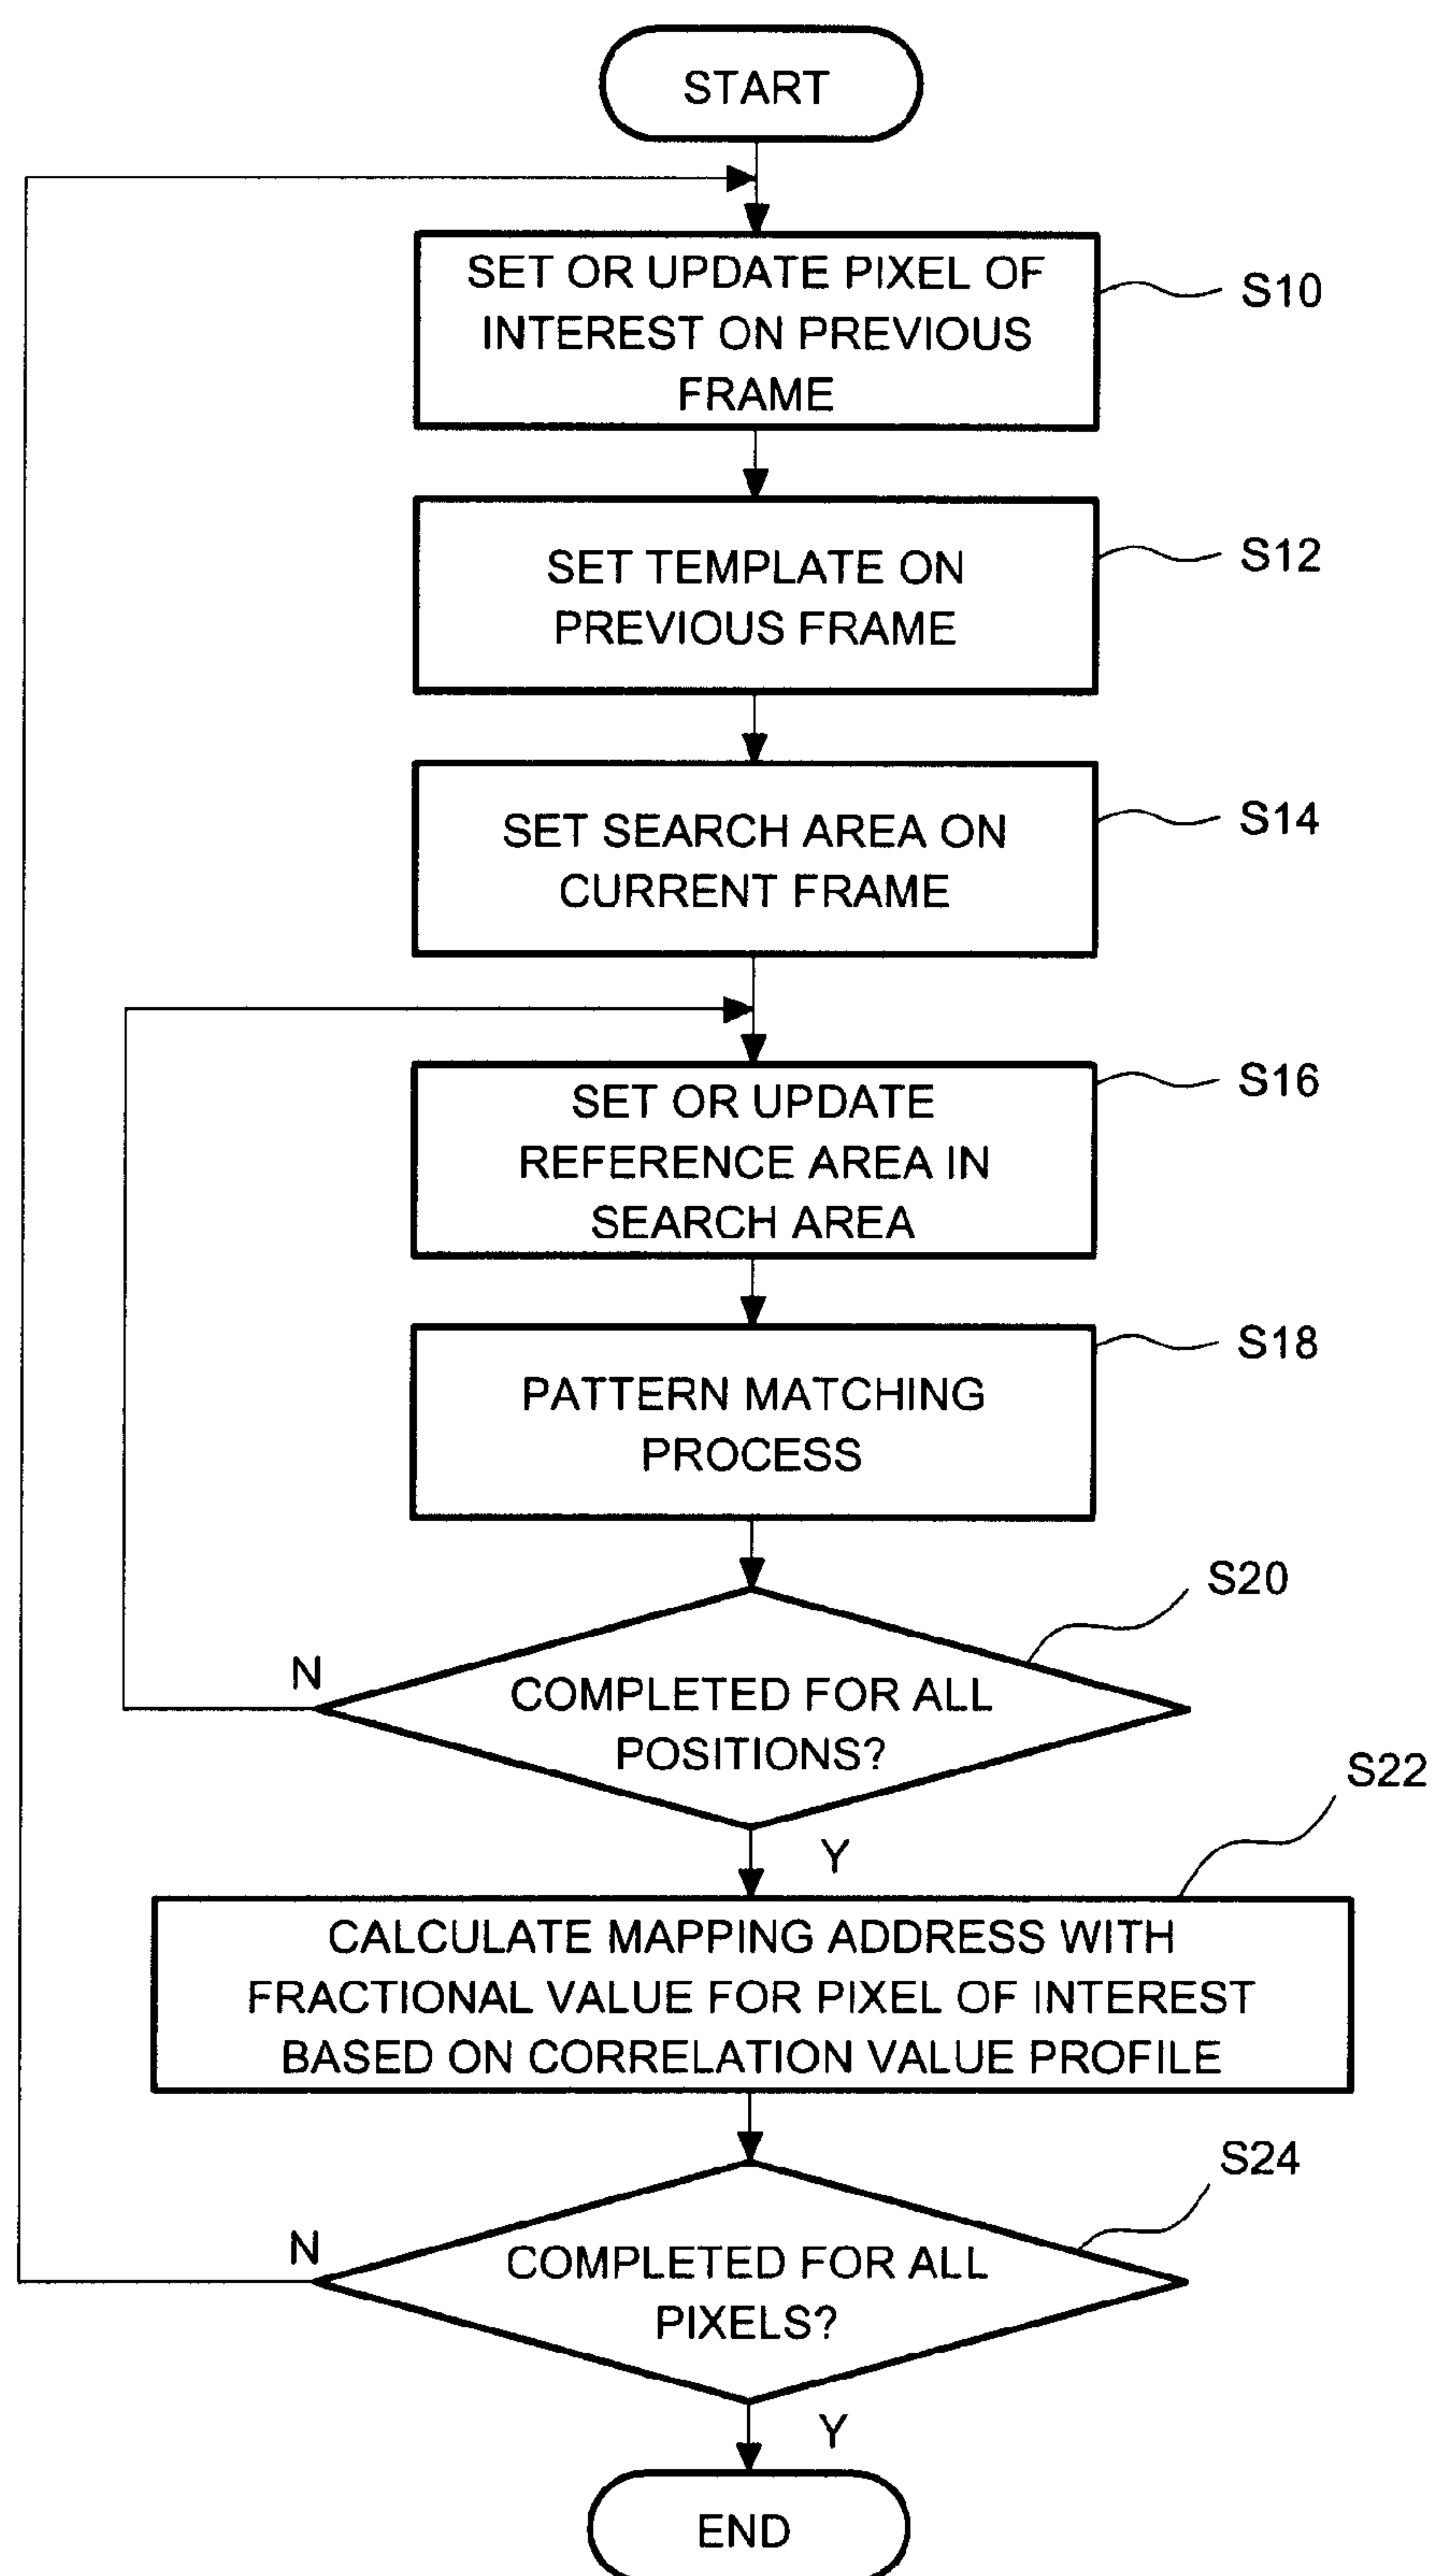 START
SET OR UPDATE PIXEL OF
INTEREST ON PREVIOUS
FRAME
S10
SET TEMPLATE ON
PREVIOUS FRAME
S12
SET SEARCH AREA ON
CURRENT FRAME
S14
SET OR UPDATE
REFERENCE AREA IN
SEARCH AREA
S16
PATTERN MATCHING
PROCESS
S18
S20
N
COMPLETED FOR ALL
POSITIONS?
Y
S22
CALCULATE MAPPING ADDRESS WITH
FRACTIONAL VALUE FOR PIXEL OF INTEREST
BASED ON CORRELATION VALUE PROFILE
S24
N
COMPLETED FOR ALL
PIXELS?
Y
END